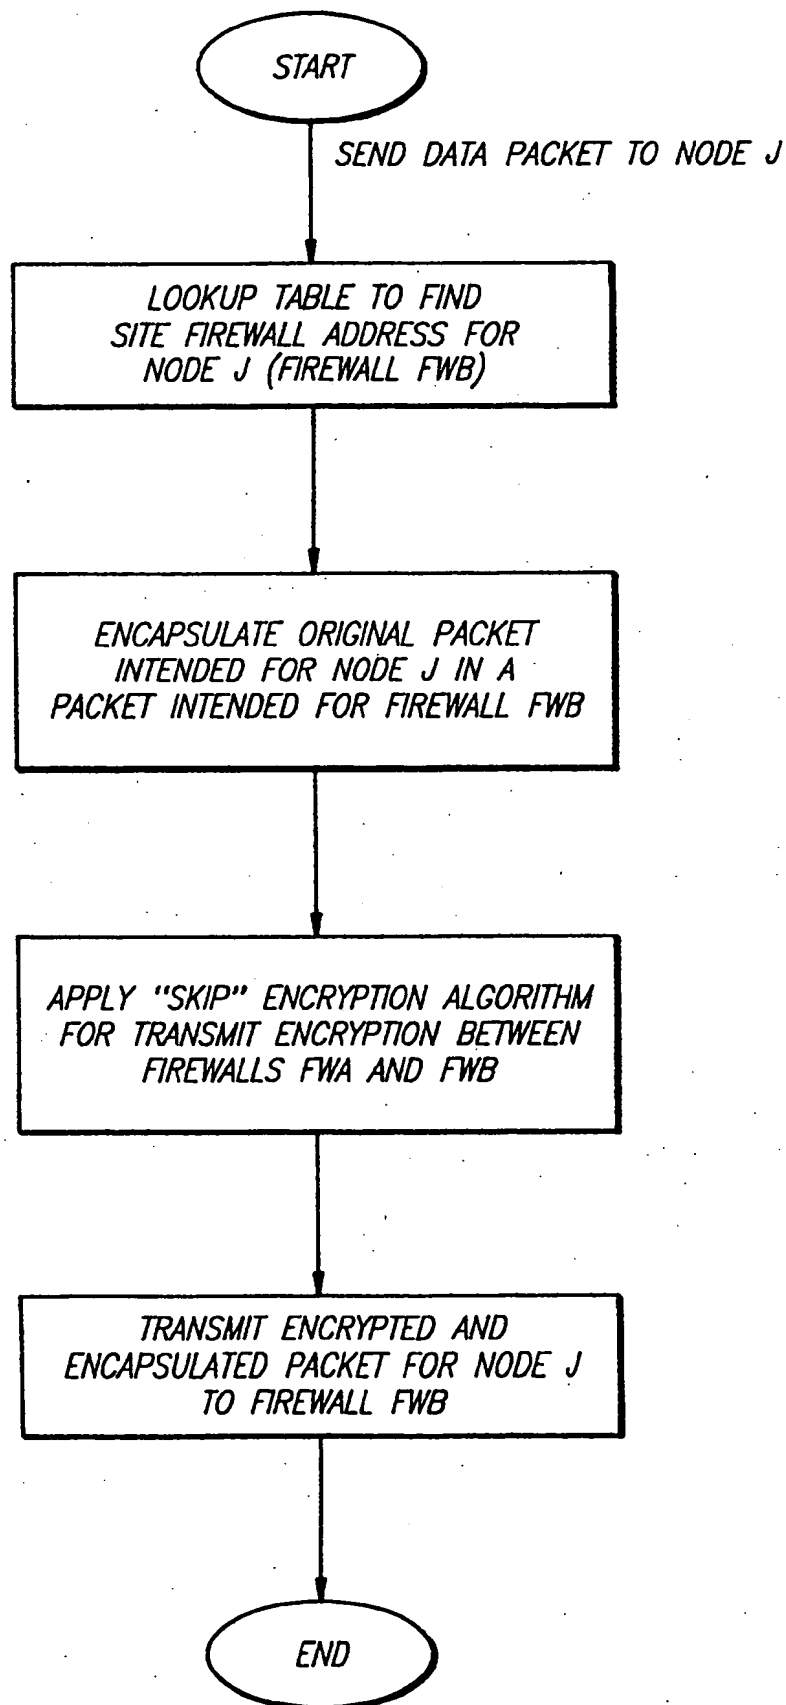 START
SEND DATA PACKET TO NODE J
LOOKUP TABLE TO FIND
SITE FIREWALL ADDRESS FOR
NODE J (FIREWALL FWB)
ENCAPSULATE ORIGINAL PACKET
INTENDED FOR NODE J IN A
PACKET INTENDED FOR FIREWALL FWB
APPLY "SKIP" ENCRYPTION ALGORITHM
FOR TRANSMIT ENCRYPTION BETWEEN
FIREWALLS FWA AND FWB
TRANSMIT ENCRYPTED AND
ENCAPSULATED PACKET FOR NODE J
TO FIREWALL FWB
END